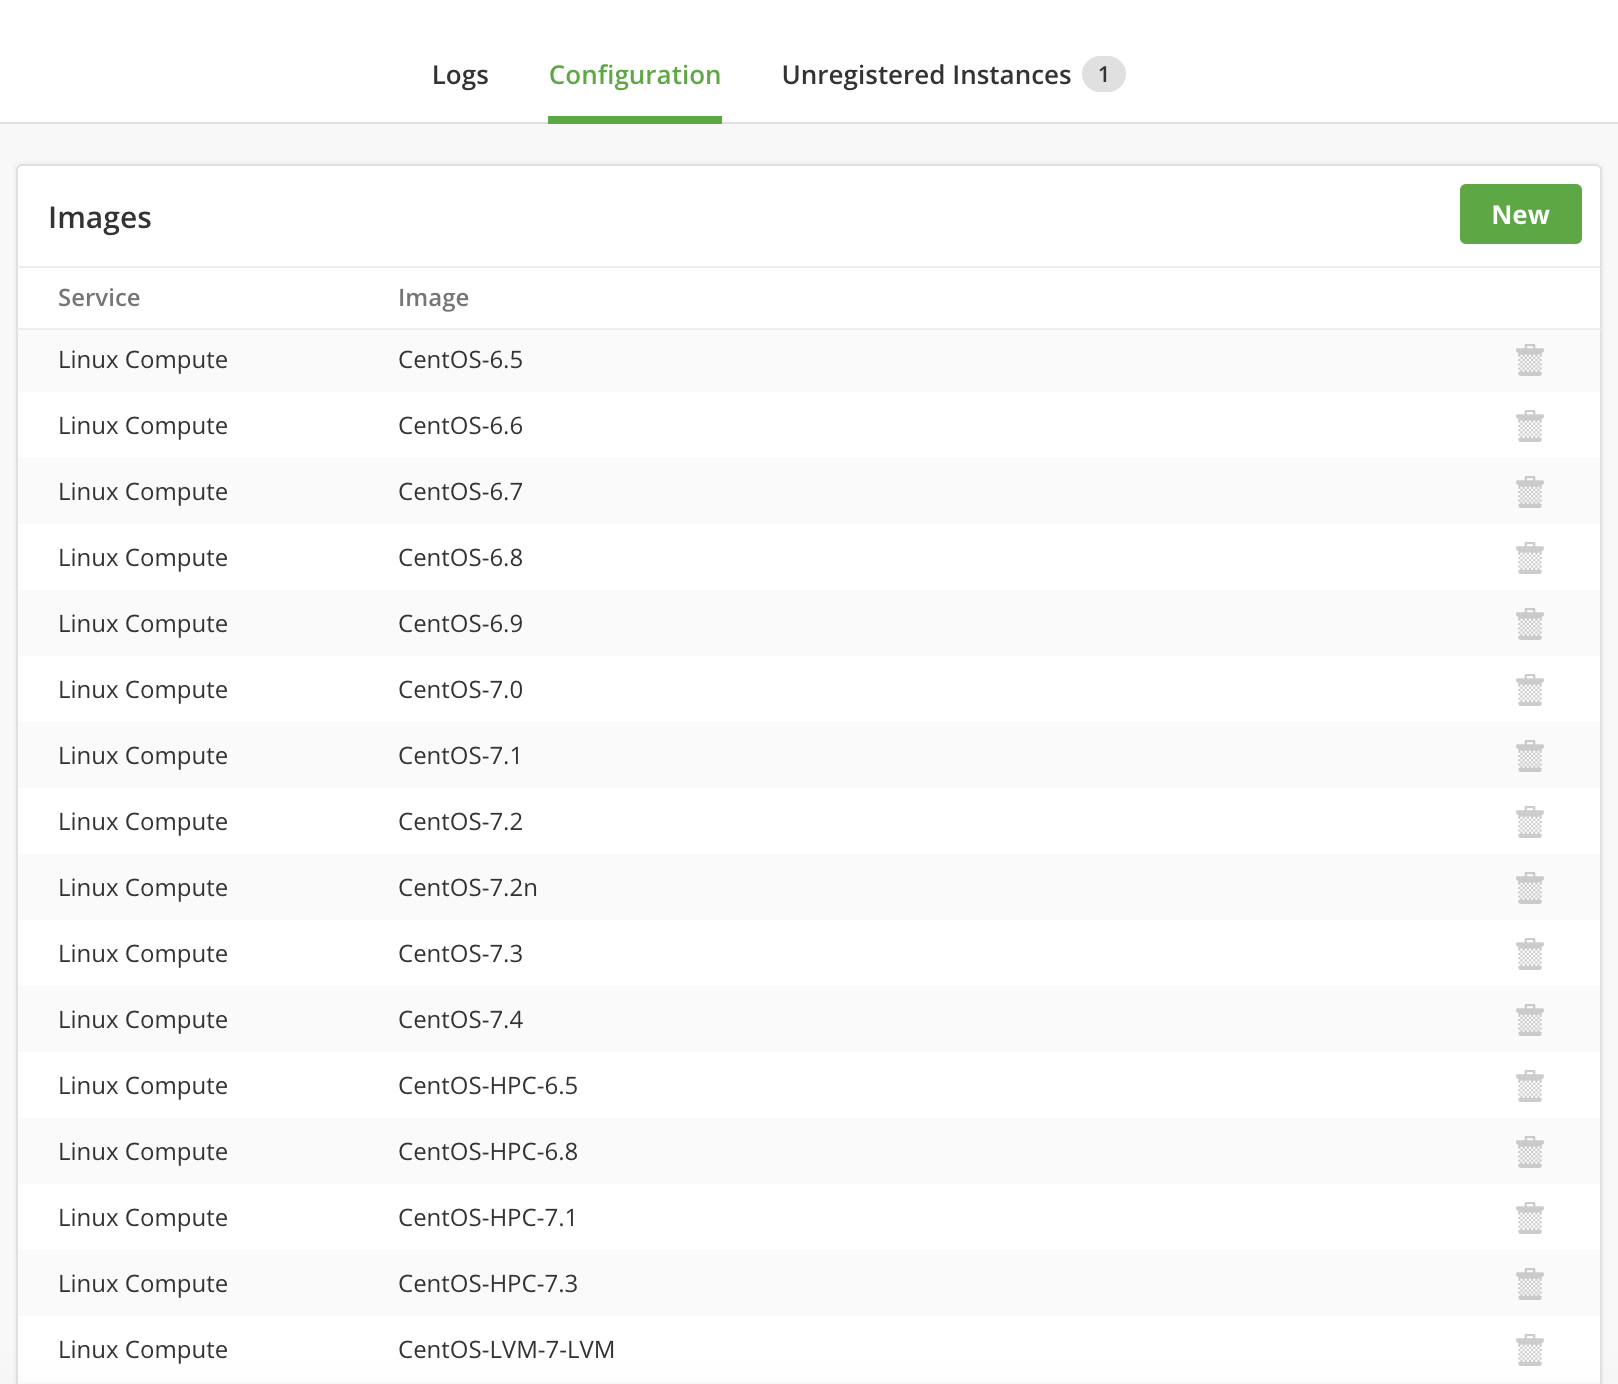 Logs Configuration Unregistered Instances 1
Images New
Service Image
Linux Compute CentOS-6.5
Linux Compute CentOS-6.6
Linux Compute CentOS-6.7
Linux Compute CentOS-6.8
Linux Compute CentOS-6.9
Linux Compute CentOS-7.0
Linux Compute CentOS-7.1
Linux Compute CentOS-7.2
Linux Compute CentOS-7.2n
Linux Compute CentOS-7.3
Linux Compute CentOS-7.4
Linux Compute CentOS-HPC-6.5
Linux Compute CentOS-HPC-6.8
Linux Compute CentOS-HPC-7.1
Linux Compute CentOS-HPC-7.3
Linux Compute CentOS-LVM-7-LVM